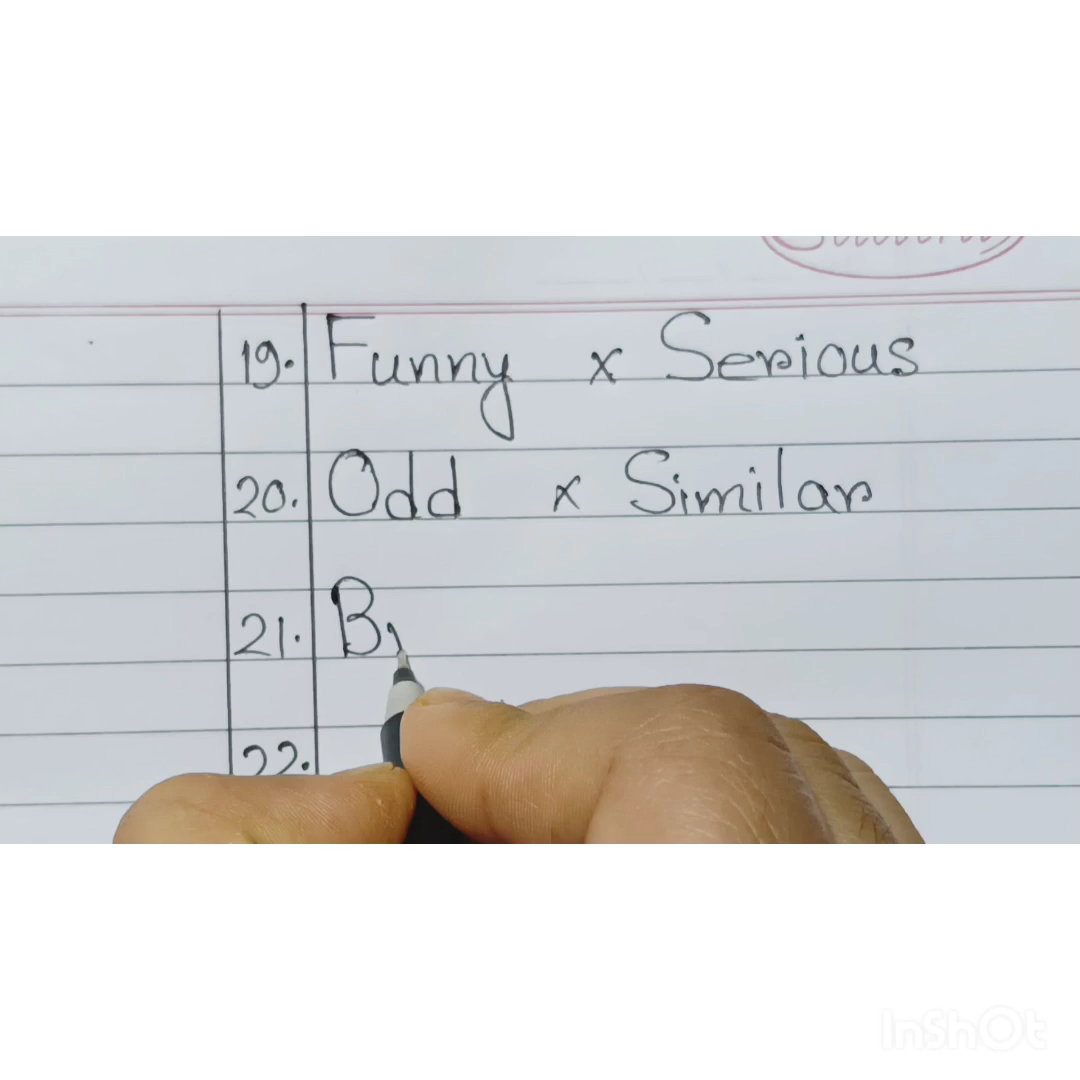 19. Funny x Serious
20. Odd x Similar
21. B
22.
InShOt